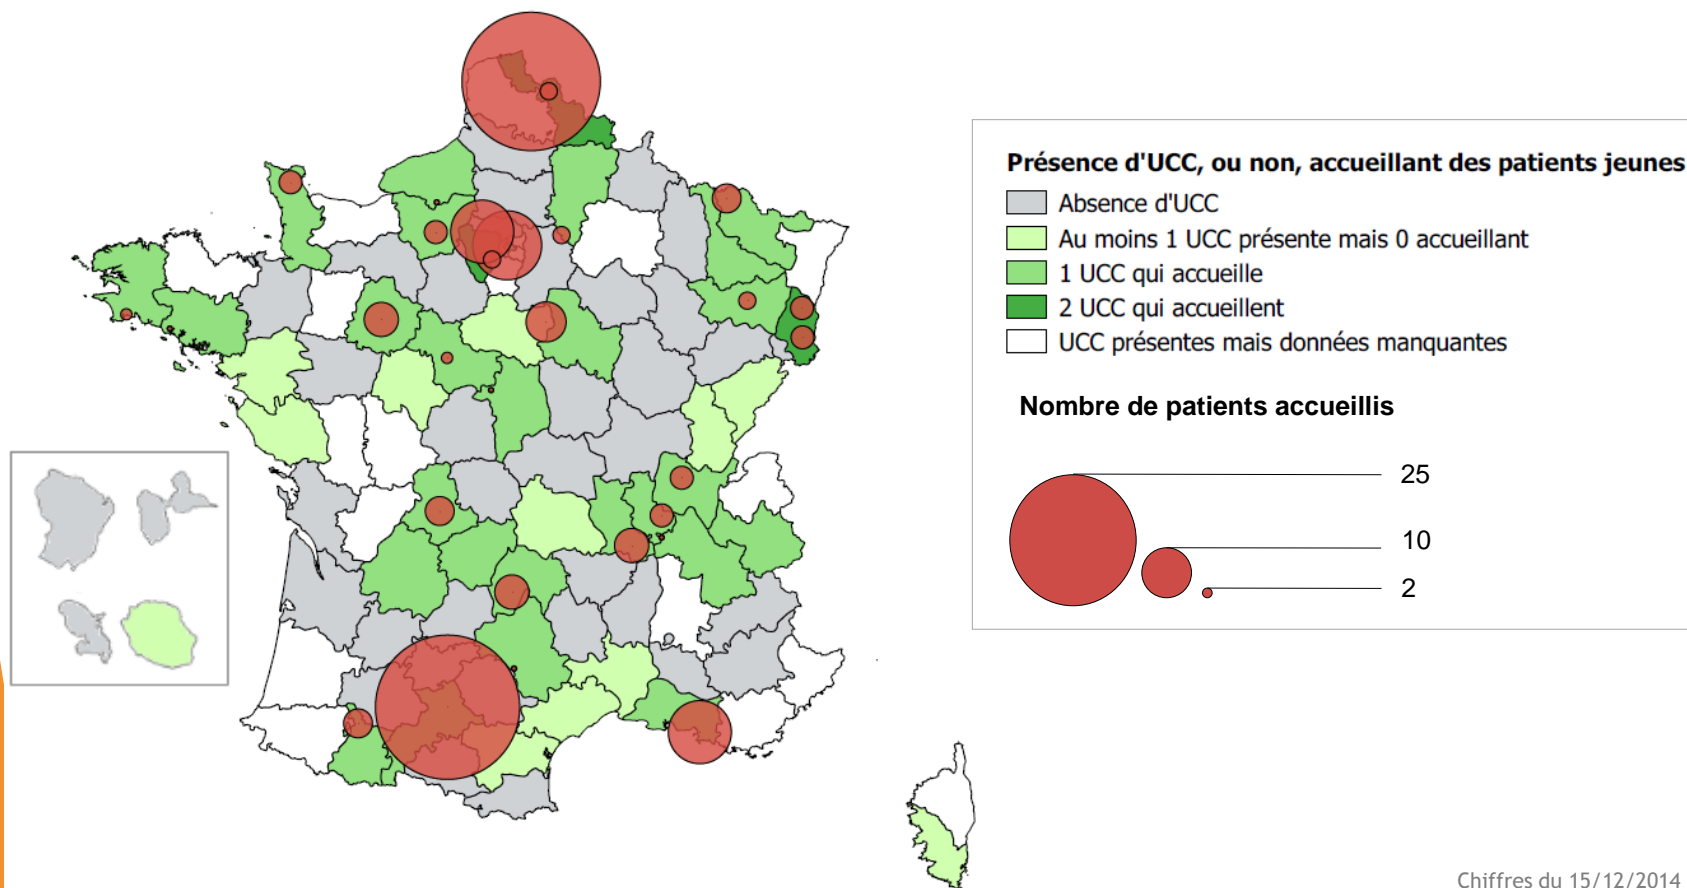 Présence d'UCC, ou non, accueillant des patients jeunes
Absence d'UCC
Au moins 1 UCC présente mais 0 accueillant
1 UCC qui accueille
2 UCC qui accueillent
UCC présentes mais données manquantes
Nombre de patients accueillis
25
10
2
Chiffres du 15/12/2014